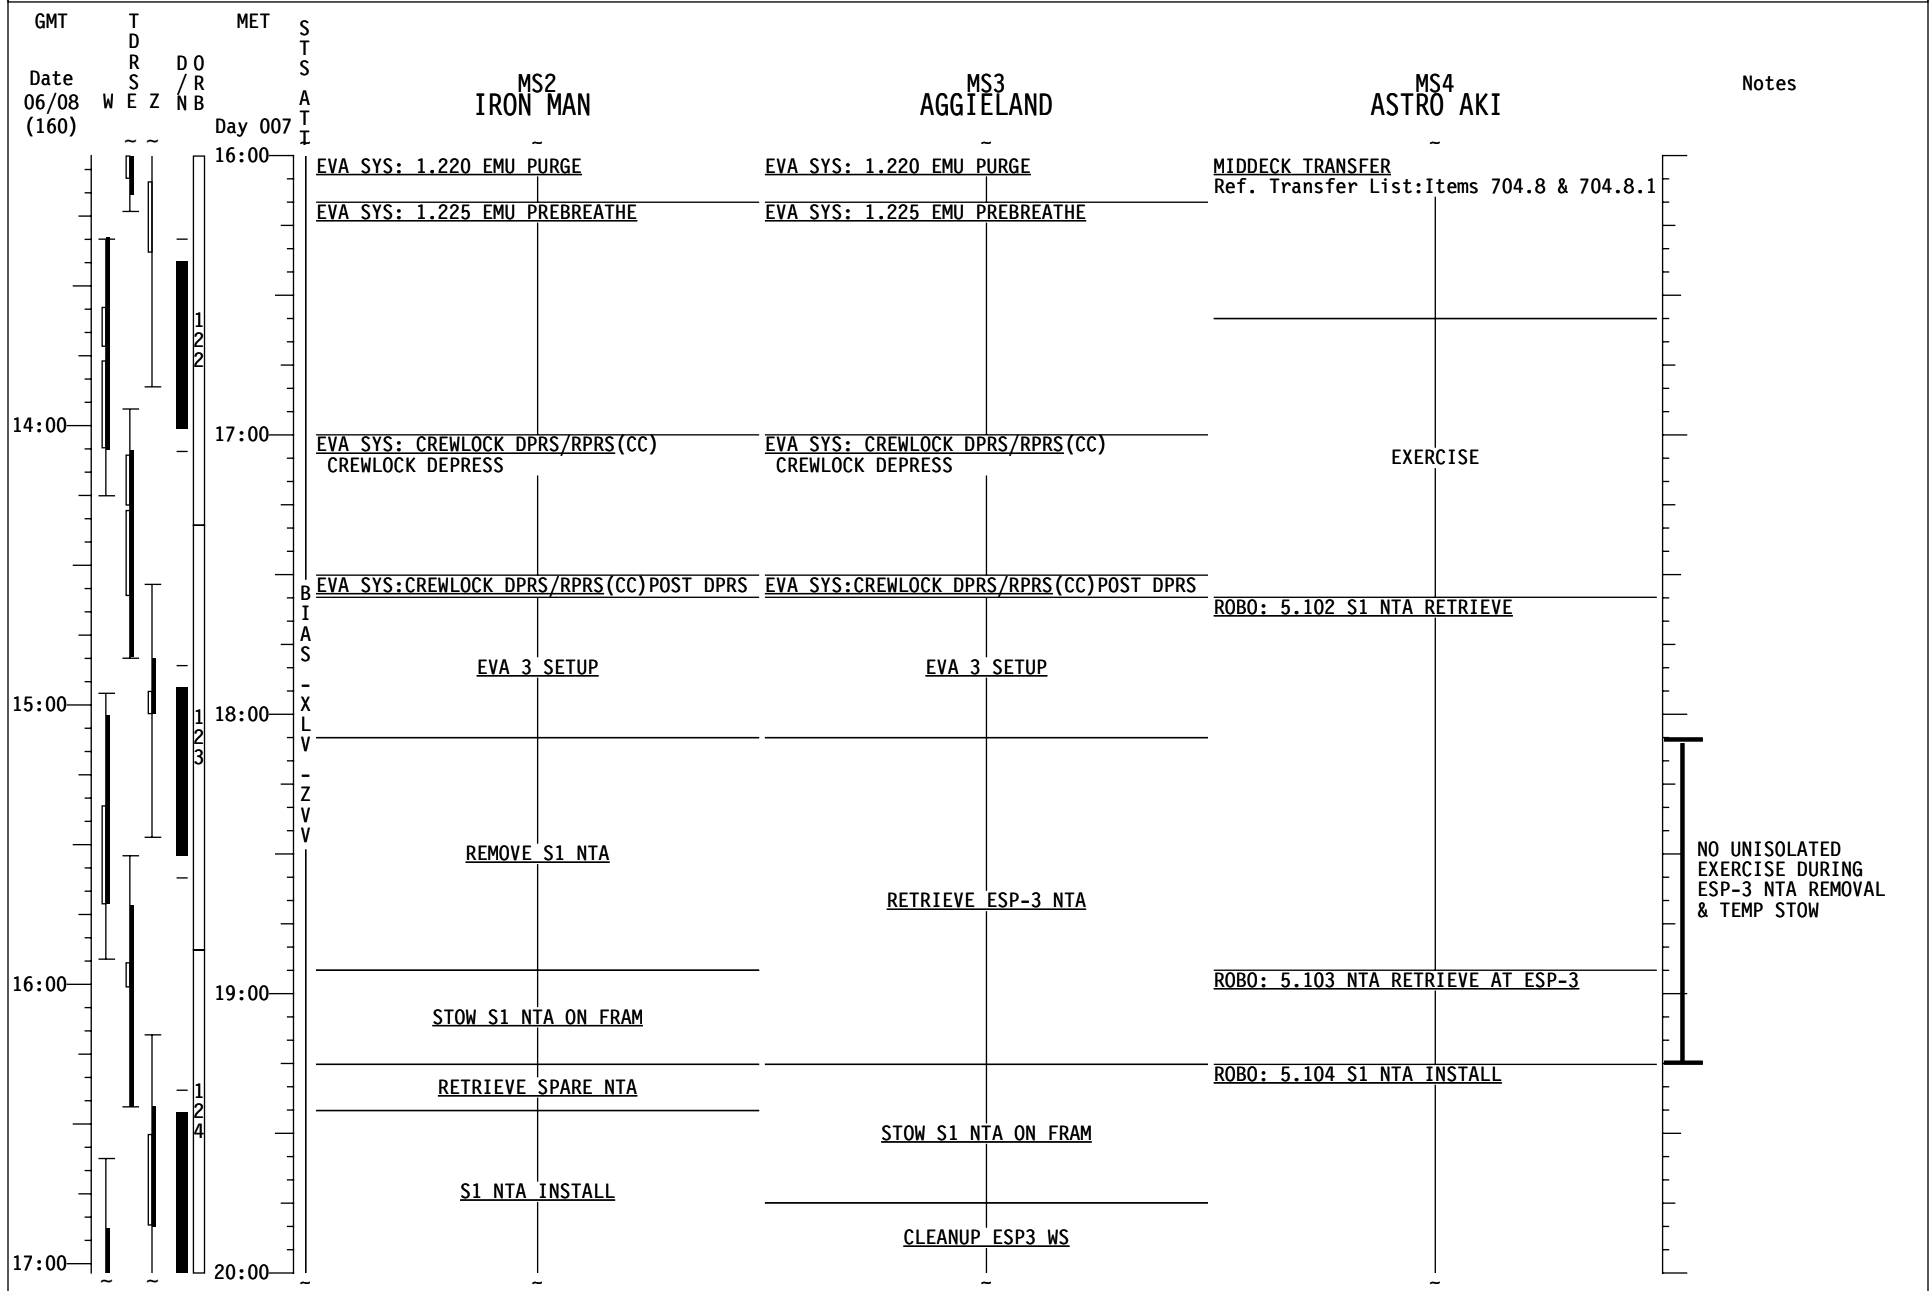 GMT
TDRS
MET
STS ATT
D/N
ORB
Date
06/08
(160)
W E Z
Day 007
MS2
IRON MAN
MS3
AGGIELAND
MS4
ASTRO AKI
Notes
~ ~ ~ ~ ~
16:00
EVA SYS: 1.220 EMU PURGE
EVA SYS: 1.220 EMU PURGE
MIDDECK TRANSFER
Ref. Transfer List:Items 704.8 & 704.8.1
EVA SYS: 1.225 EMU PREBREATHE
EVA SYS: 1.225 EMU PREBREATHE
122
14:00
17:00
EVA SYS: CREWLOCK DPRS/RPRS(CC)
CREWLOCK DEPRESS
EVA SYS: CREWLOCK DPRS/RPRS(CC)
CREWLOCK DEPRESS
EXERCISE
EVA SYS:CREWLOCK DPRS/RPRS(CC)POST DPRS
EVA SYS:CREWLOCK DPRS/RPRS(CC)POST DPRS
BIAS -XLV -ZVV
ROBO: 5.102 S1 NTA RETRIEVE
EVA 3 SETUP
EVA 3 SETUP
15:00
18:00
123
REMOVE S1 NTA
RETRIEVE ESP-3 NTA
NO UNISOLATED
EXERCISE DURING
ESP-3 NTA REMOVAL
& TEMP STOW
16:00
19:00
ROBO: 5.103 NTA RETRIEVE AT ESP-3
STOW S1 NTA ON FRAM
ROBO: 5.104 S1 NTA INSTALL
RETRIEVE SPARE NTA
124
STOW S1 NTA ON FRAM
S1 NTA INSTALL
CLEANUP ESP3 WS
17:00
20:00
~ ~ ~ ~ ~ ~